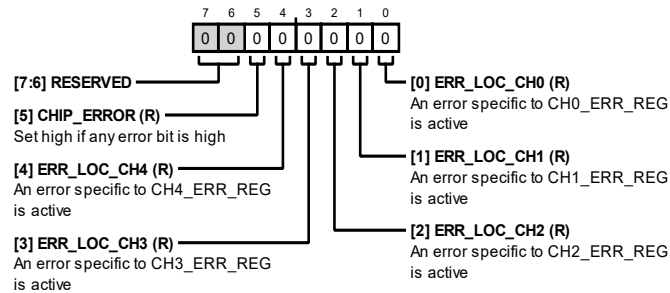 7 6 5 4 3 2 1 0
0 0 0 0 0 0 0 0
[7:6] RESERVED
[5] CHIP_ERROR (R)
Set high if any error bit is high
[4] ERR_LOC_CH4 (R)
An error specific to CH4_ERR_REG
is active
[3] ERR_LOC_CH3 (R)
An error specific to CH3_ERR_REG
is active
[0] ERR_LOC_CH0 (R)
An error specific to CH0_ERR_REG
is active
[1] ERR_LOC_CH1 (R)
An error specific to CH1_ERR_REG
is active
[2] ERR_LOC_CH2 (R)
An error specific to CH2_ERR_REG
is active